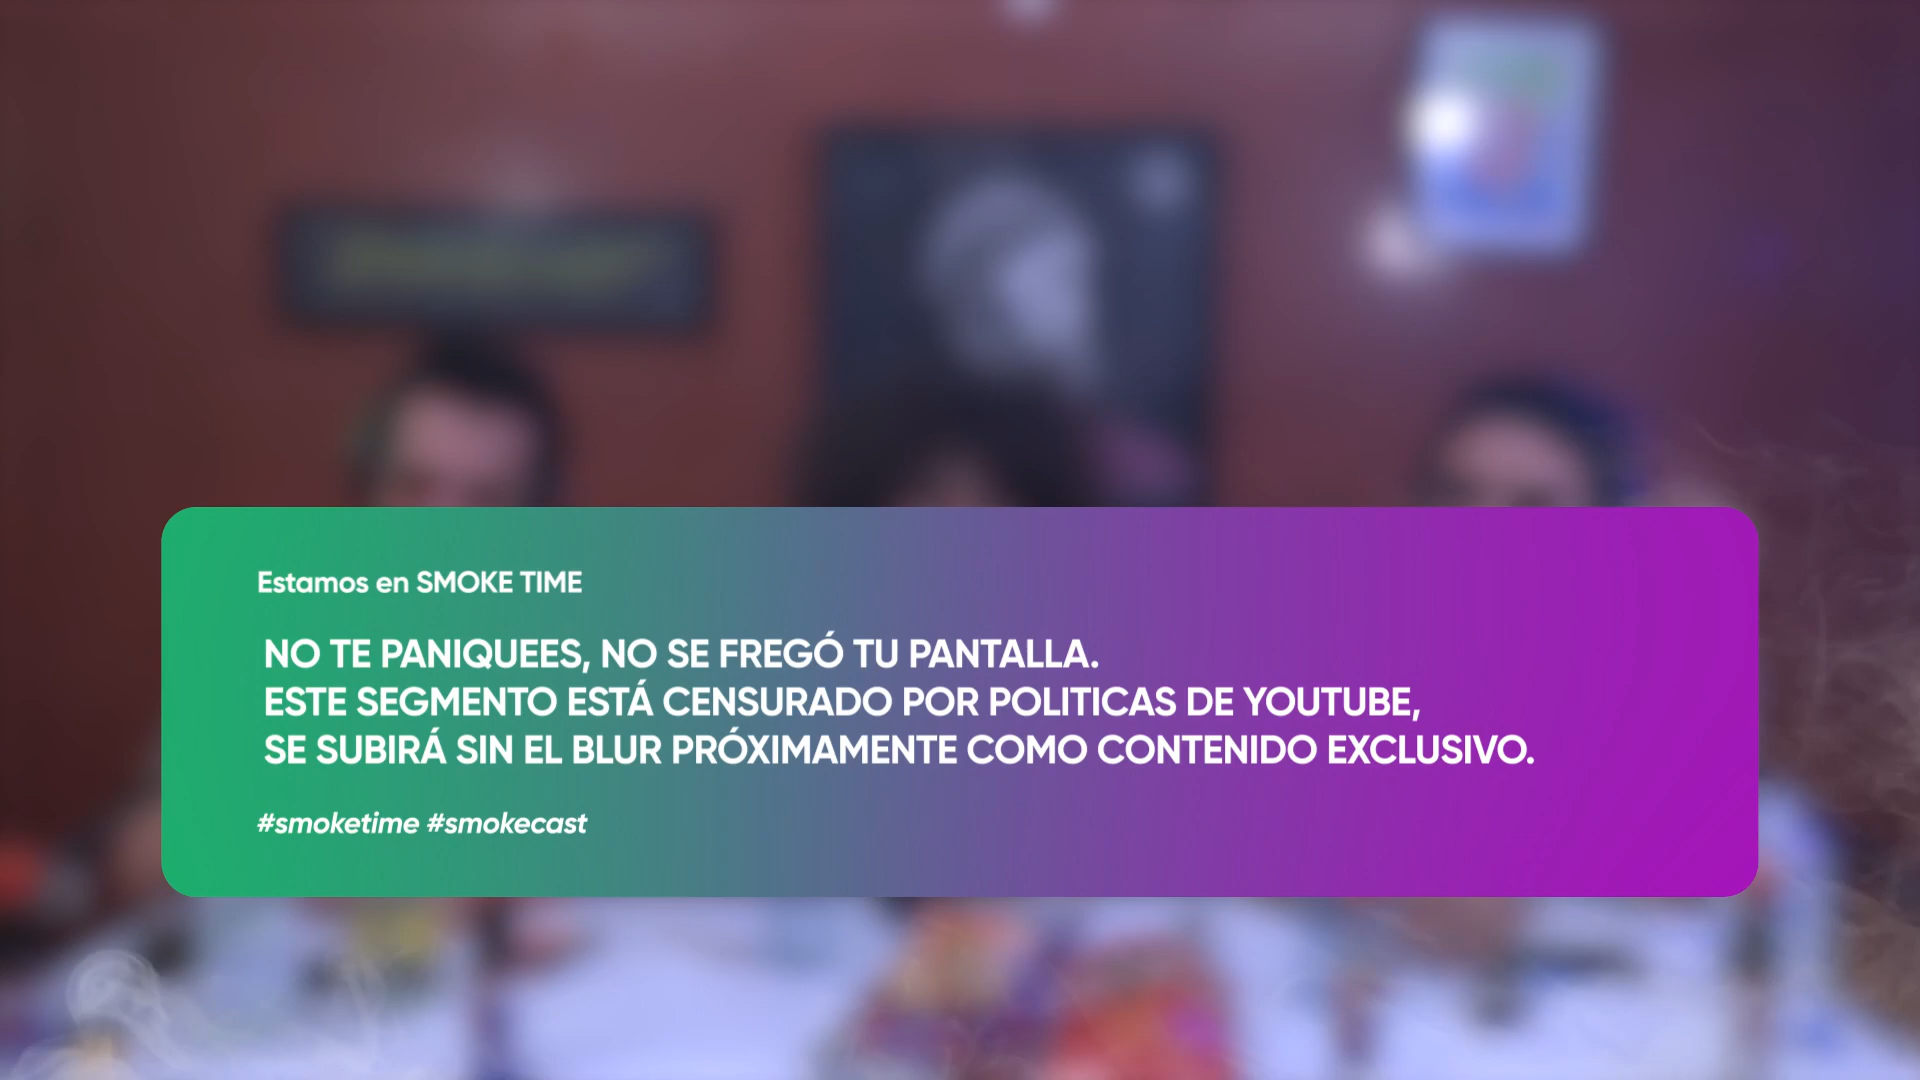 Estamos en SMOKE TIME
NO TE PANIQUEES, NO SE FREGÓ TU PANTALLA.
ESTE SEGMENTO ESTÁ CENSURADO POR POLITICAS DE YOUTUBE,
SE SUBIRÁ SIN EL BLUR PRÓXIMAMENTE COMO CONTENIDO EXCLUSIVO.
#smoketime #smokecast